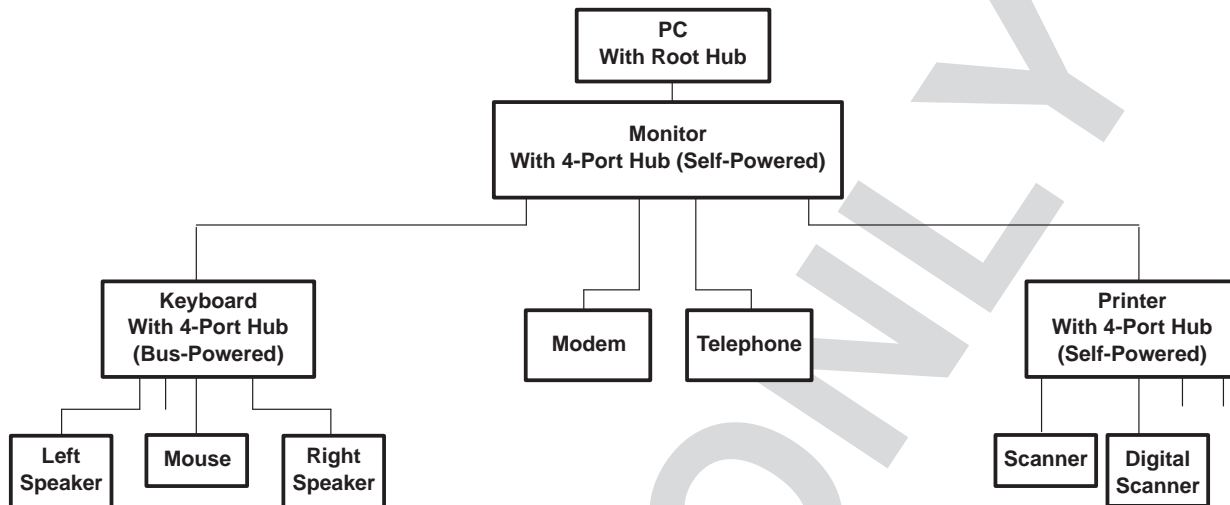 PC
With Root Hub
Monitor
With 4-Port Hub (Self-Powered)
Keyboard
With 4-Port Hub
(Bus-Powered)
Modem
Telephone
Printer
With 4-Port Hub
(Self-Powered)
Left
Speaker
Mouse
Right
Speaker
Scanner
Digital
Scanner
ONLY